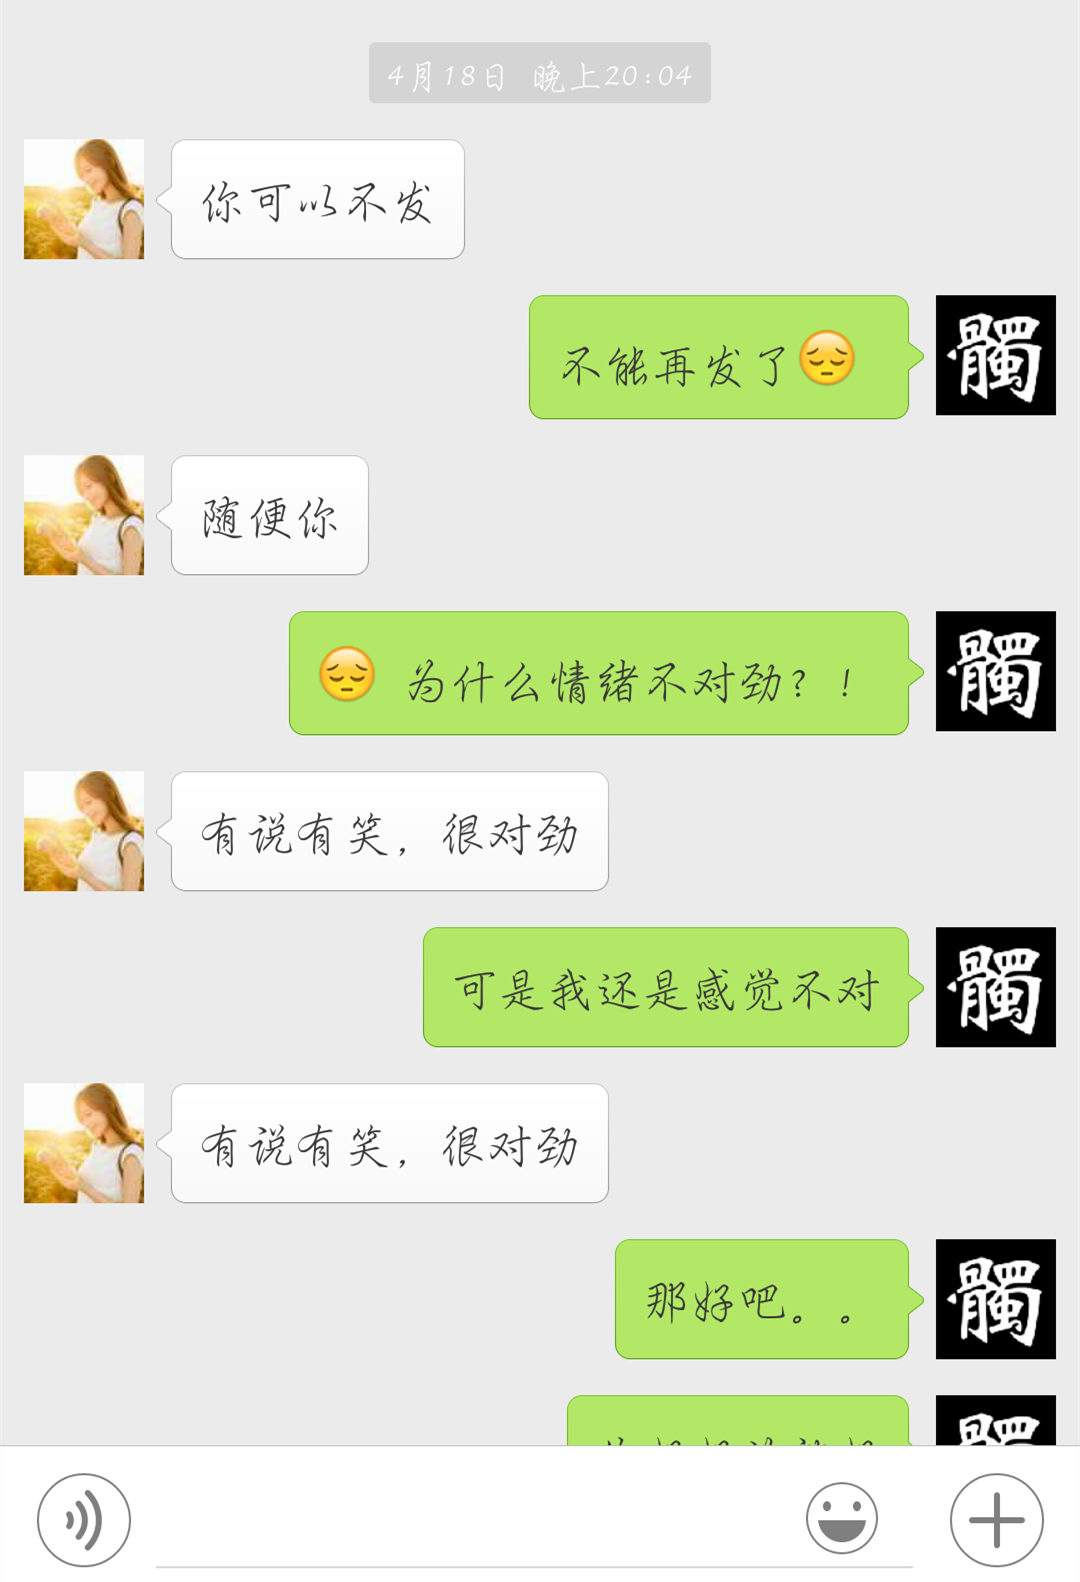 4月18日 晚上20:04
你可以不发
不能再发了😔
髑
随便你
😔 为什么情绪不对劲？！
髑
有说有笑，很对劲
可是我还是感觉不对
髑
有说有笑，很对劲
那好吧。。
髑